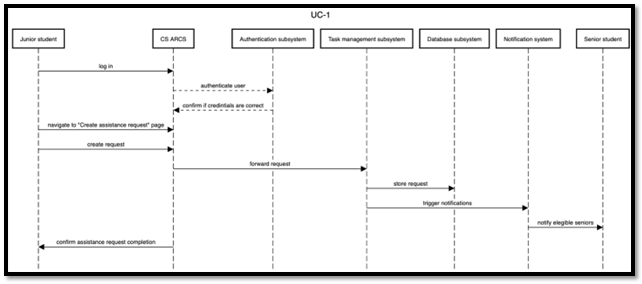 UC-1
Junior student
CS ARCS
Authentication subsystem
Task management subsystem
Database subsystem
Notification system
Senior student
log in
authenticate user
confirm if credntials are correct
navigate to "Create assistance request" page
create request
forward request
store request
trigger notifications
notify elegible seniors
confirm assistance request completion